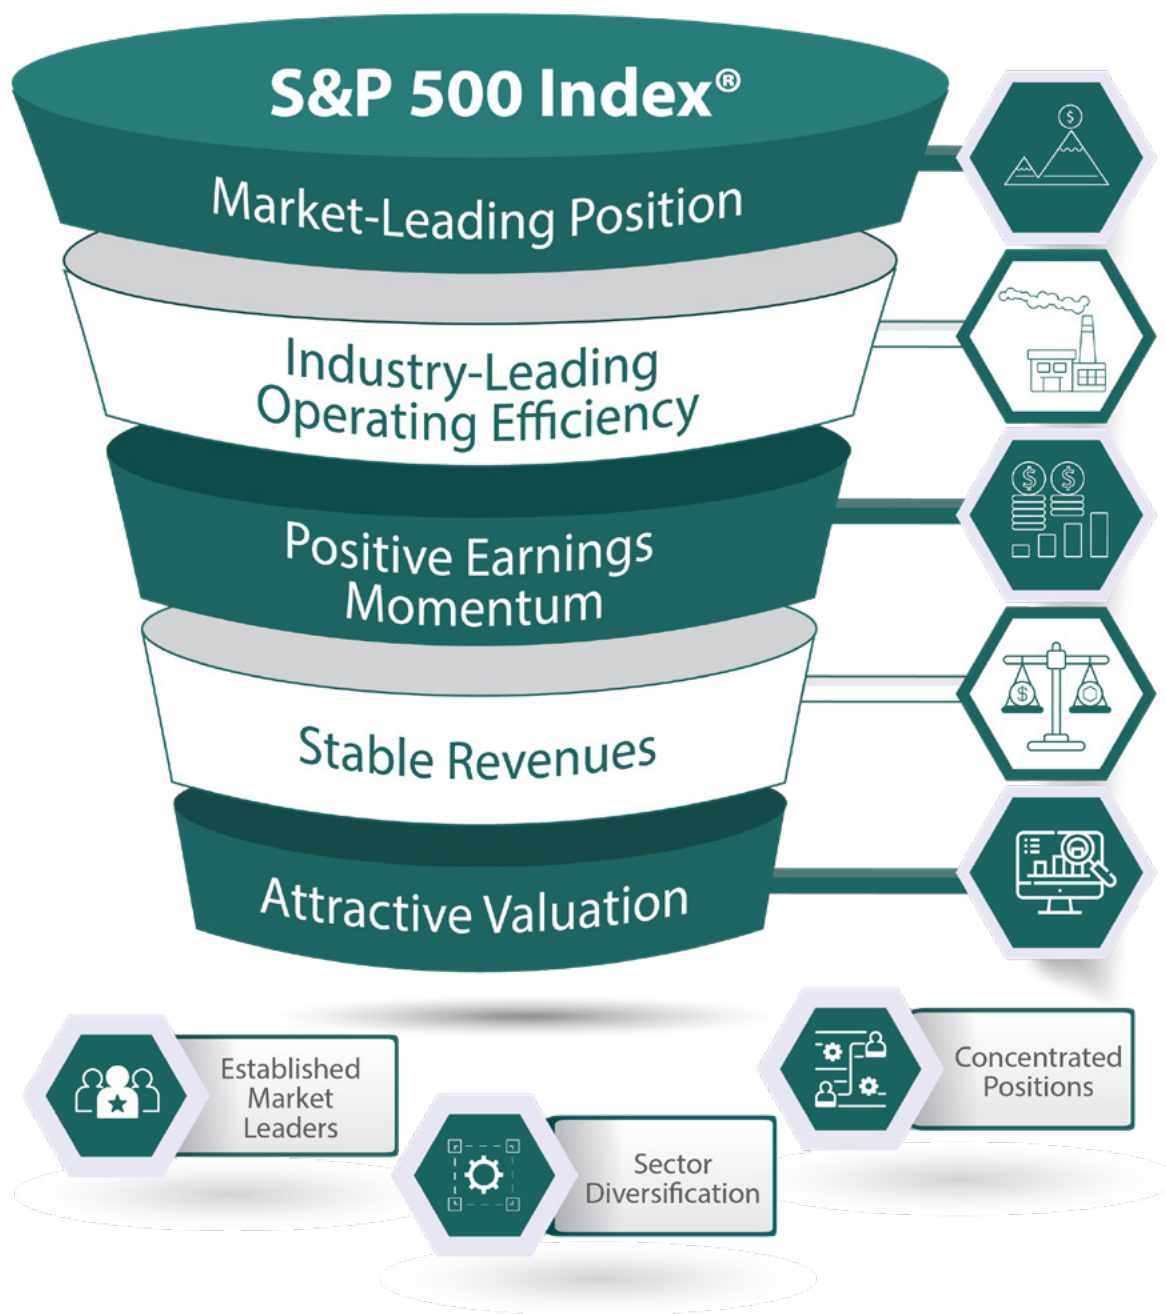 S&P 500 Index®
Market-Leading Position
Industry-Leading
Operating Efficiency
Positive Earnings
Momentum
Stable Revenues
Attractive Valuation
Established
Market
Leaders
Sector
Diversification
Concentrated
Positions